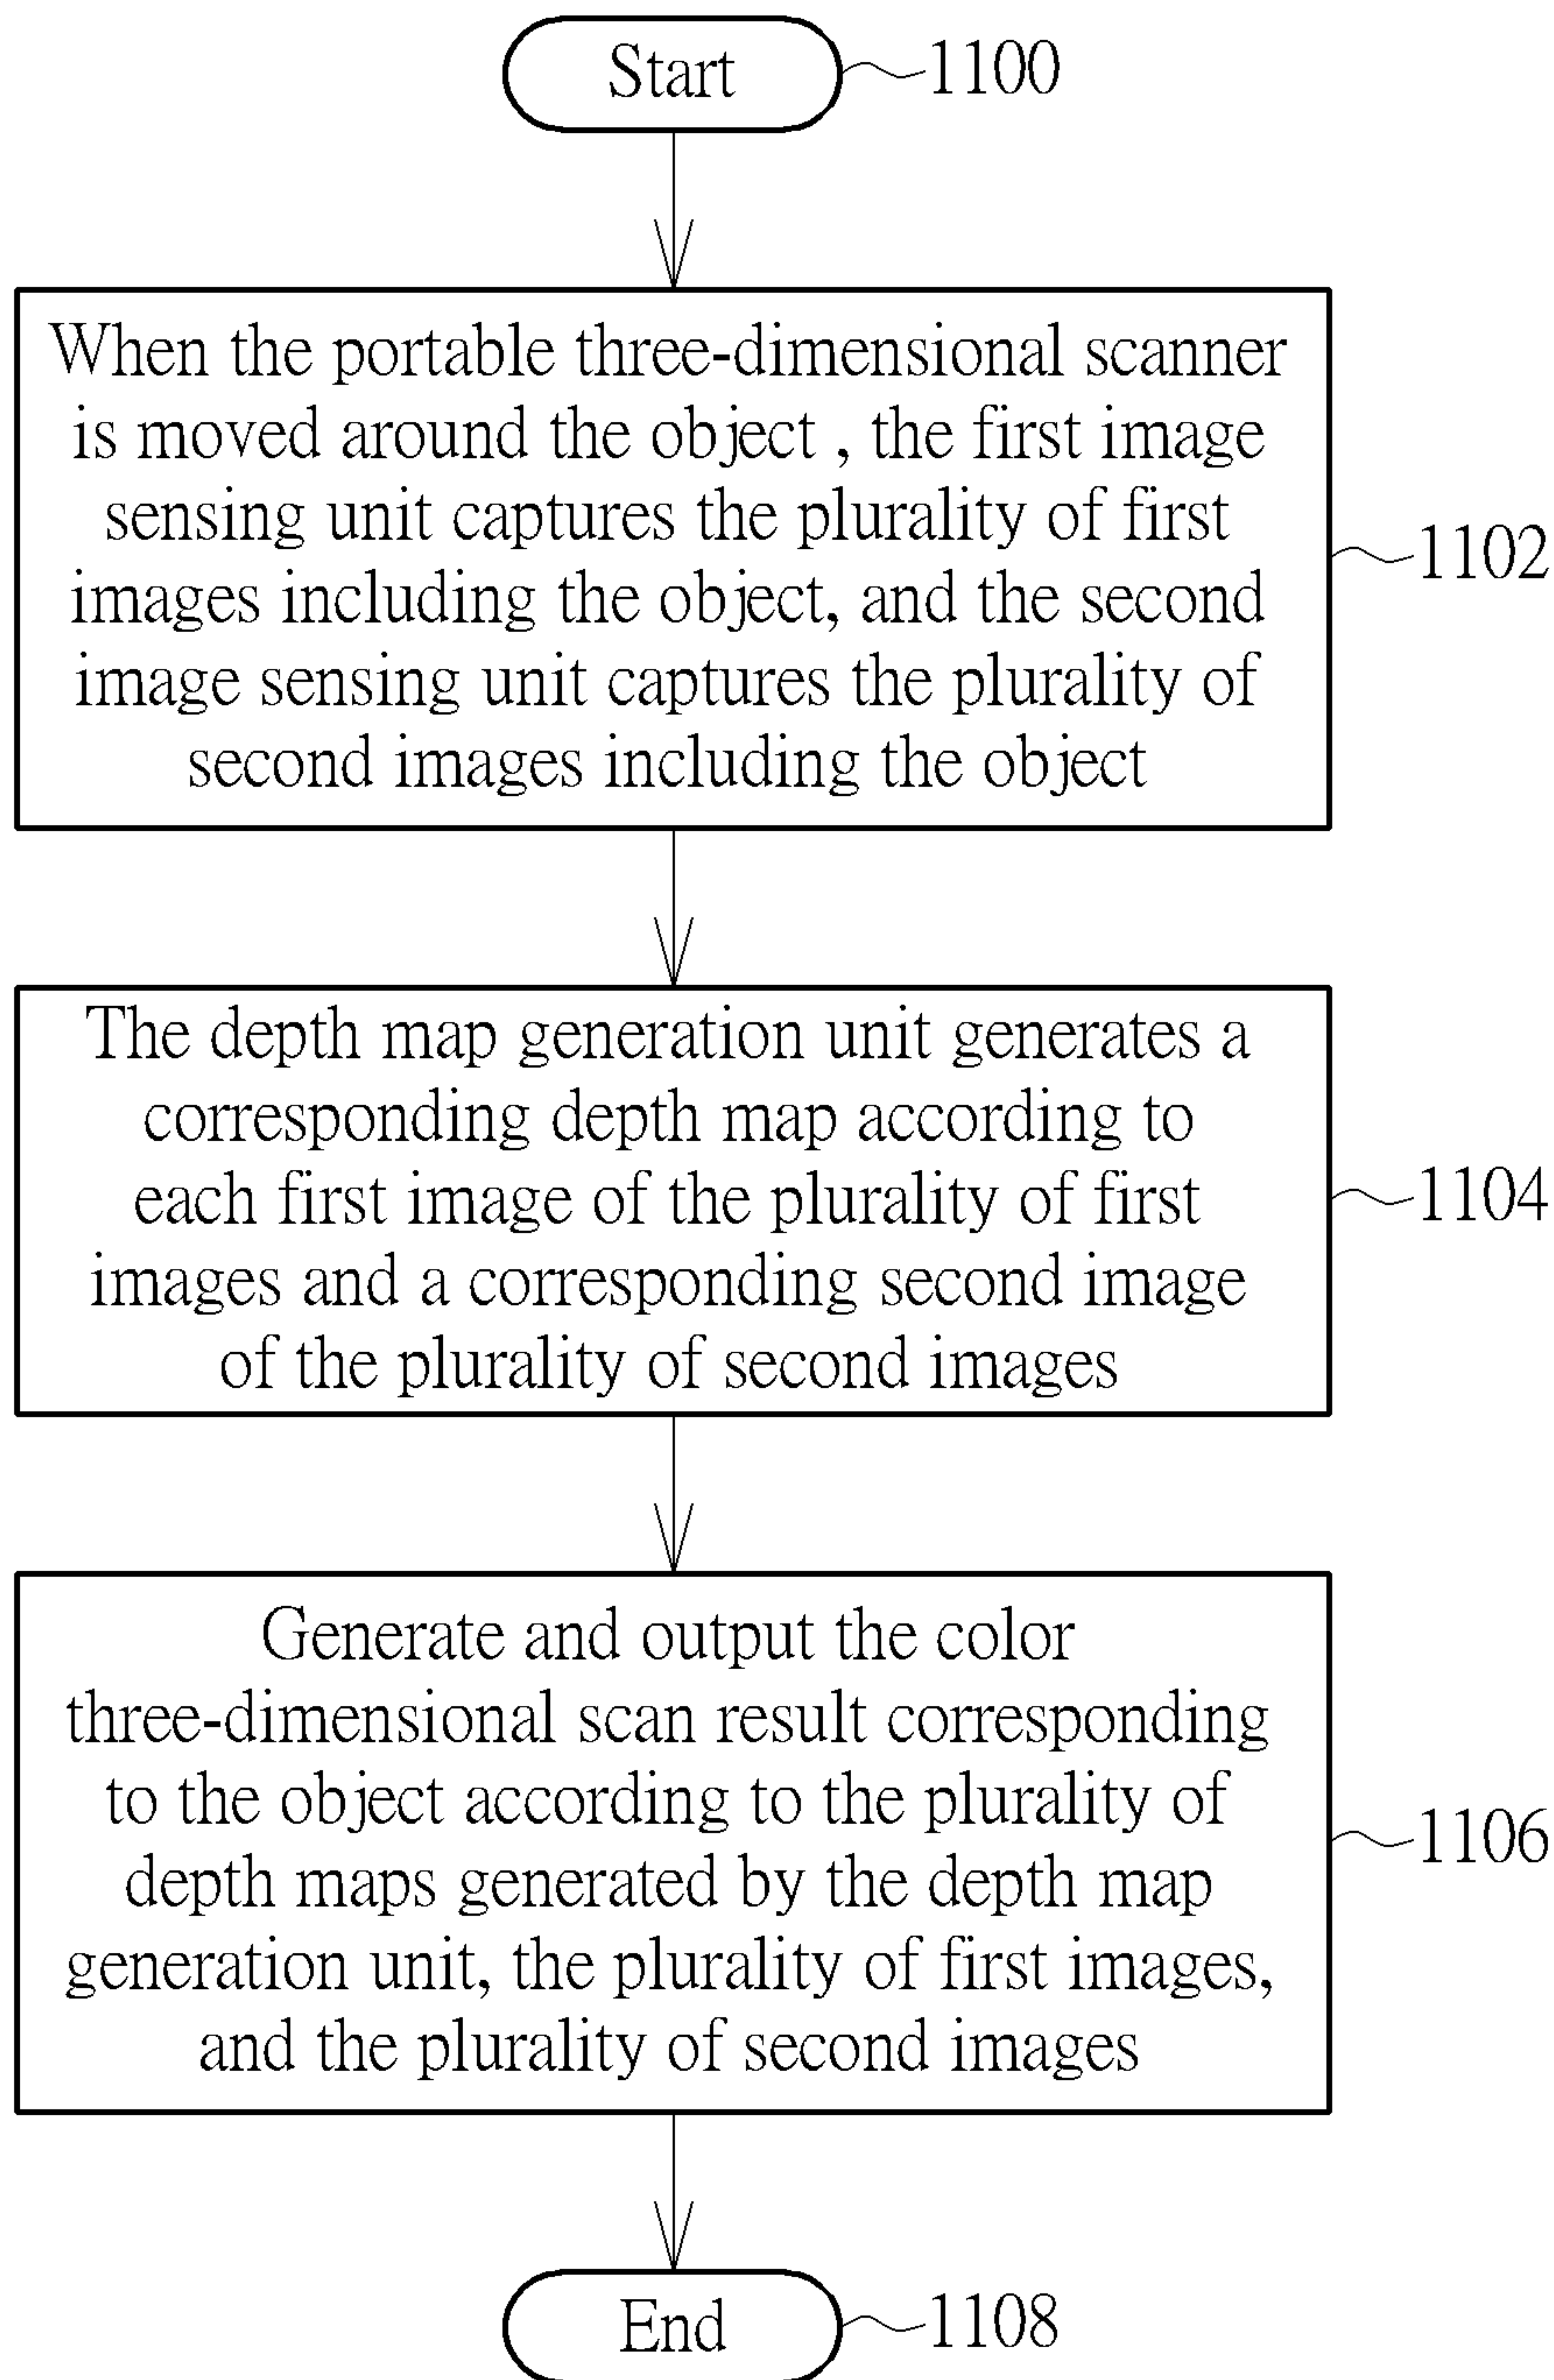 Start
1100
When the portable three-dimensional scanner
is moved around the object , the first image
sensing unit captures the plurality of first
images including the object, and the second
image sensing unit captures the plurality of
second images including the object
1102
The depth map generation unit generates a
corresponding depth map according to
each first image of the plurality of first
images and a corresponding second image
of the plurality of second images
1104
Generate and output the color
three-dimensional scan result corresponding
to the object according to the plurality of
depth maps generated by the depth map
generation unit, the plurality of first images,
and the plurality of second images
1106
End
1108